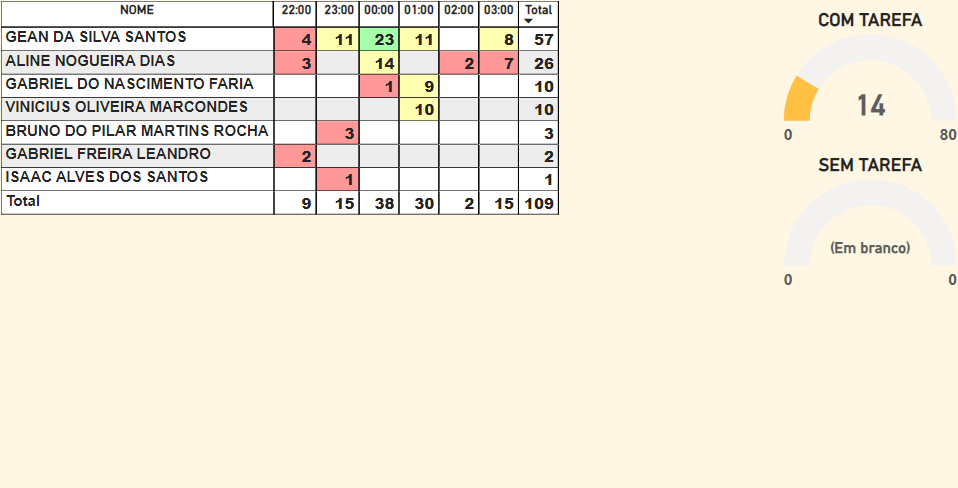 NOME 22:00 23:00 00:00 01:00 02:00 03:00 Total
GEAN DA SILVA SANTOS 4 11 23 11 8 57
ALINE NOGUEIRA DIAS 3 14 2 7 26
GABRIEL DO NASCIMENTO FARIA 1 9 10
VINICIUS OLIVEIRA MARCONDES 10 10
BRUNO DO PILAR MARTINS ROCHA 3 3
GABRIEL FREIRA LEANDRO 2 2
ISAAC ALVES DOS SANTOS 1 1
Total 9 15 38 30 2 15 109
COM TAREFA
14
0 80
SEM TAREFA
(Em branco)
0 0